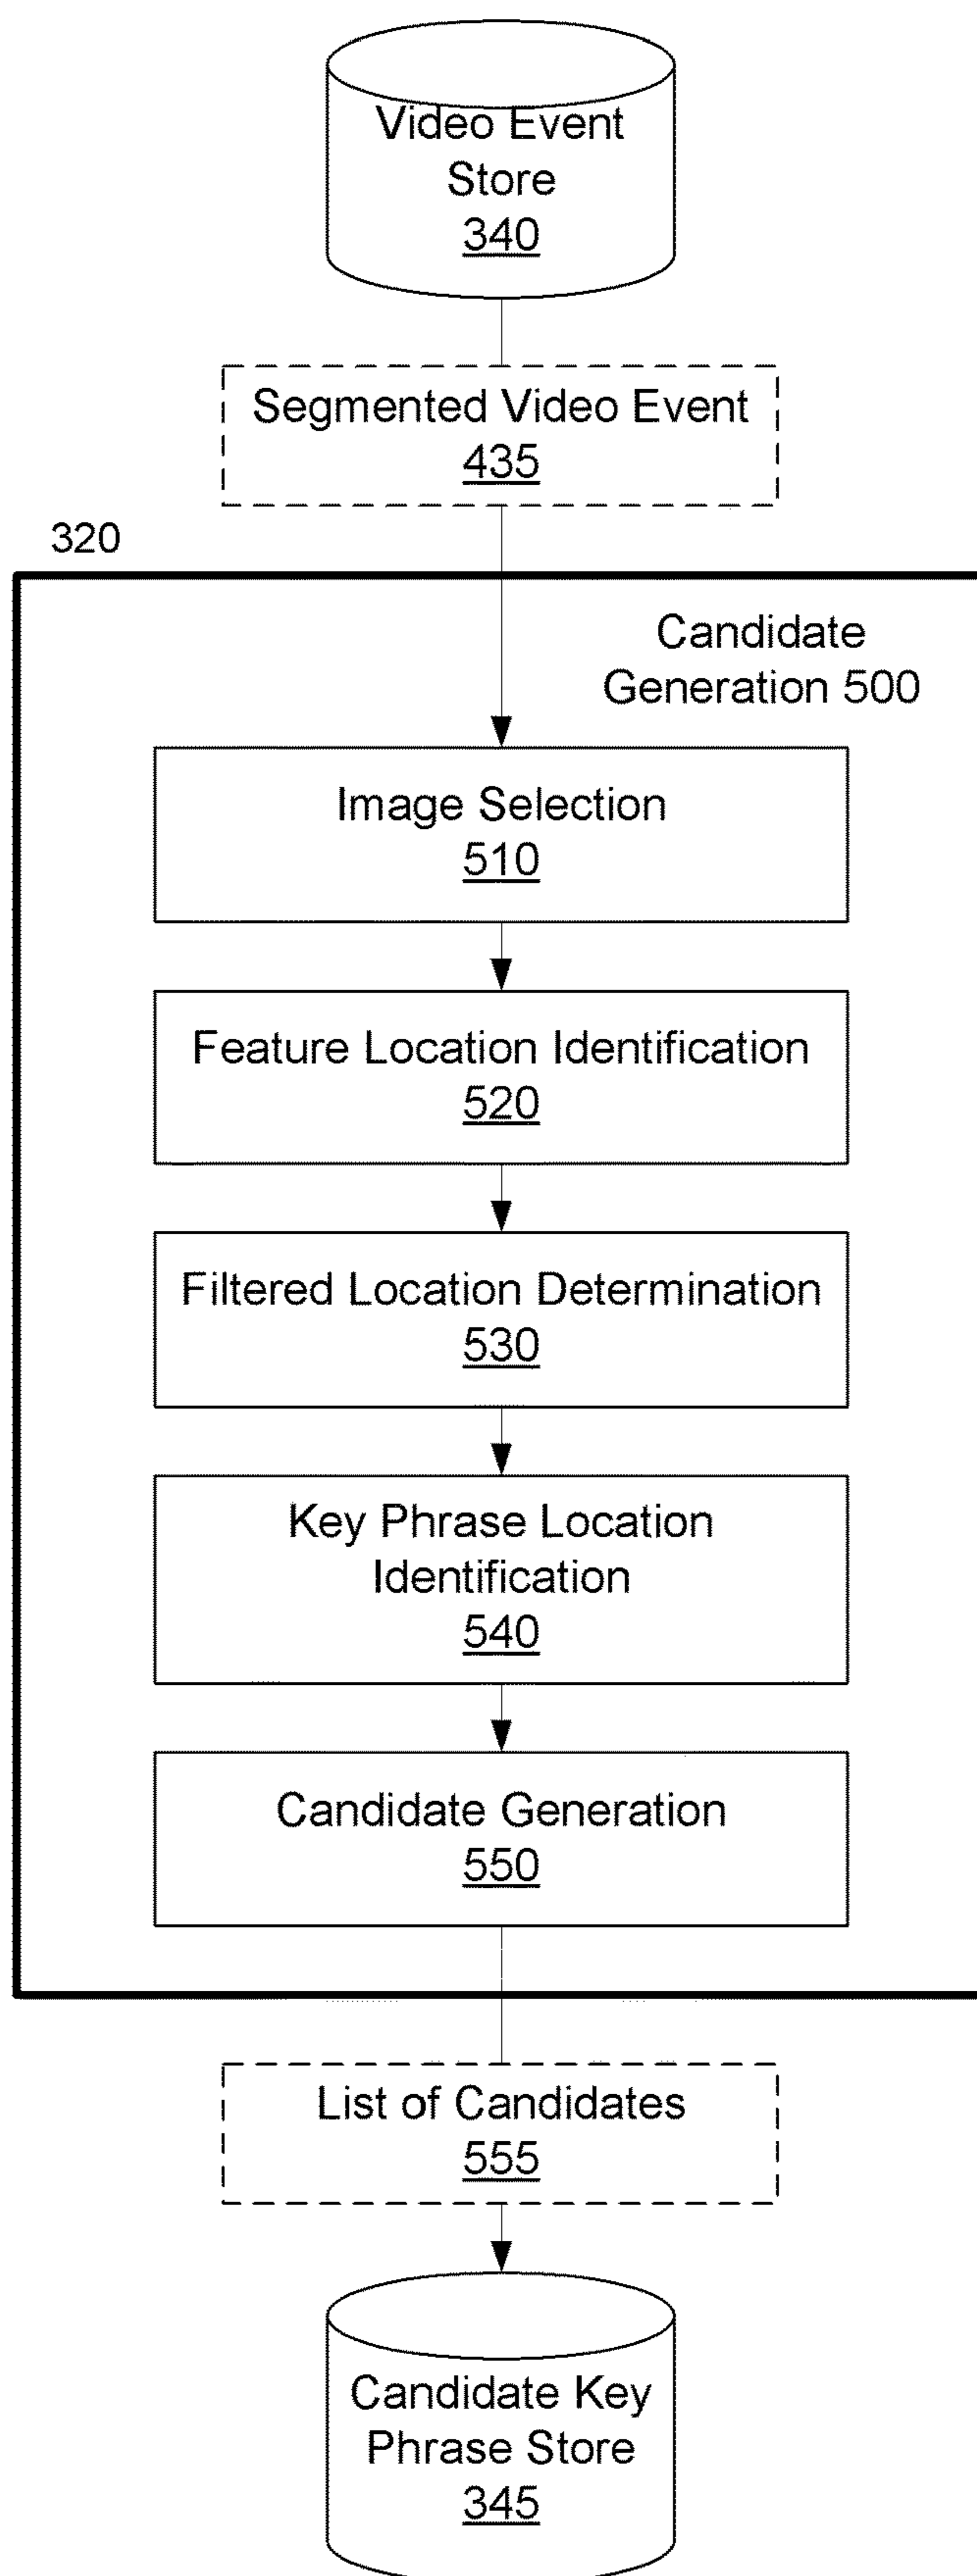 Video Event
Store
340
Segmented Video Event
435
320
Candidate
Generation 500
Image Selection
510
Feature Location Identification
520
Filtered Location Determination
530
Key Phrase Location
Identification
540
Candidate Generation
550
List of Candidates
555
Candidate Key
Phrase Store
345